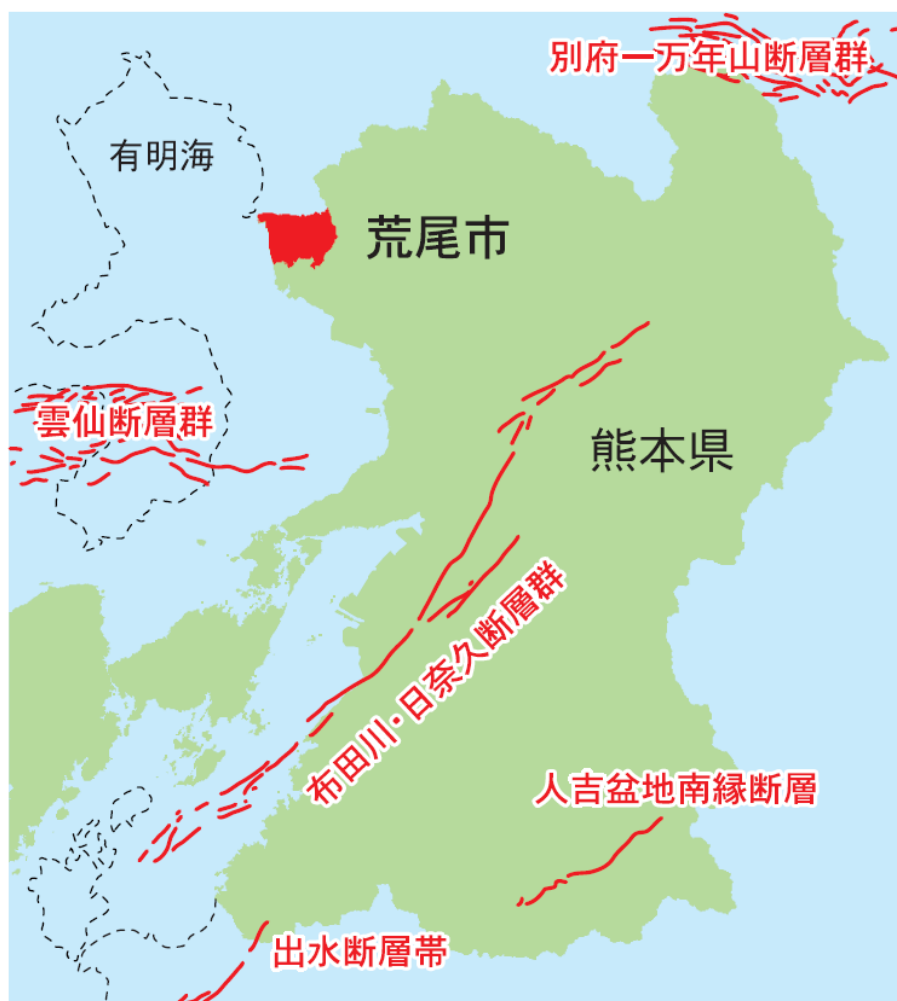 別府一万年山断層群
有明海
荒尾市
雲仙断層群
熊本県
布田川・日奈久断層群
人吉盆地南縁断層
出水断層帯